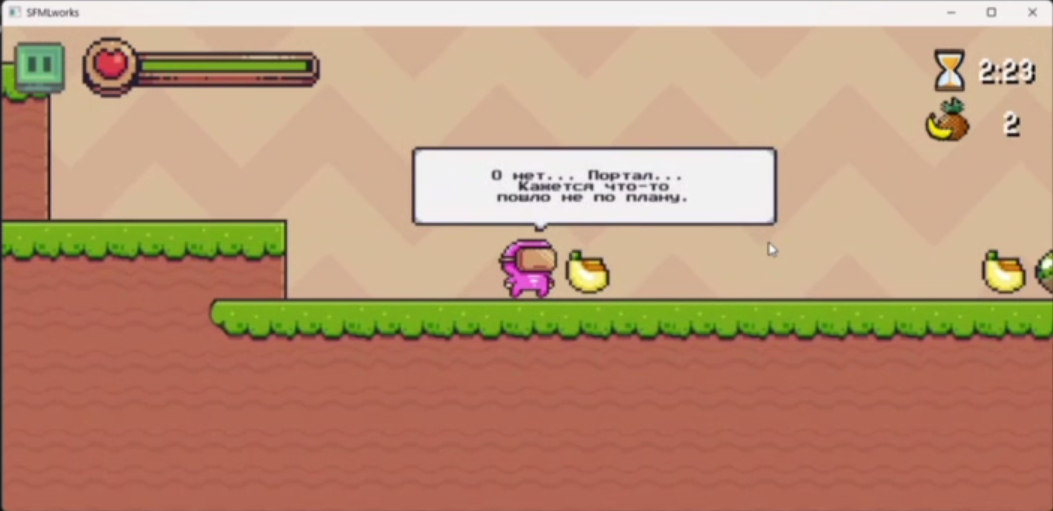 SFMLworks
2:23
2
О нет... Портал...
Кажется что-то
пошло не по плану.